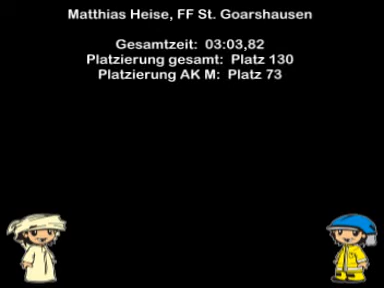 Matthias Heise, FF St. Goarshausen
Gesamtzeit: 03:03,82
Platzierung gesamt: Platz 130
Platzierung AK M: Platz 73